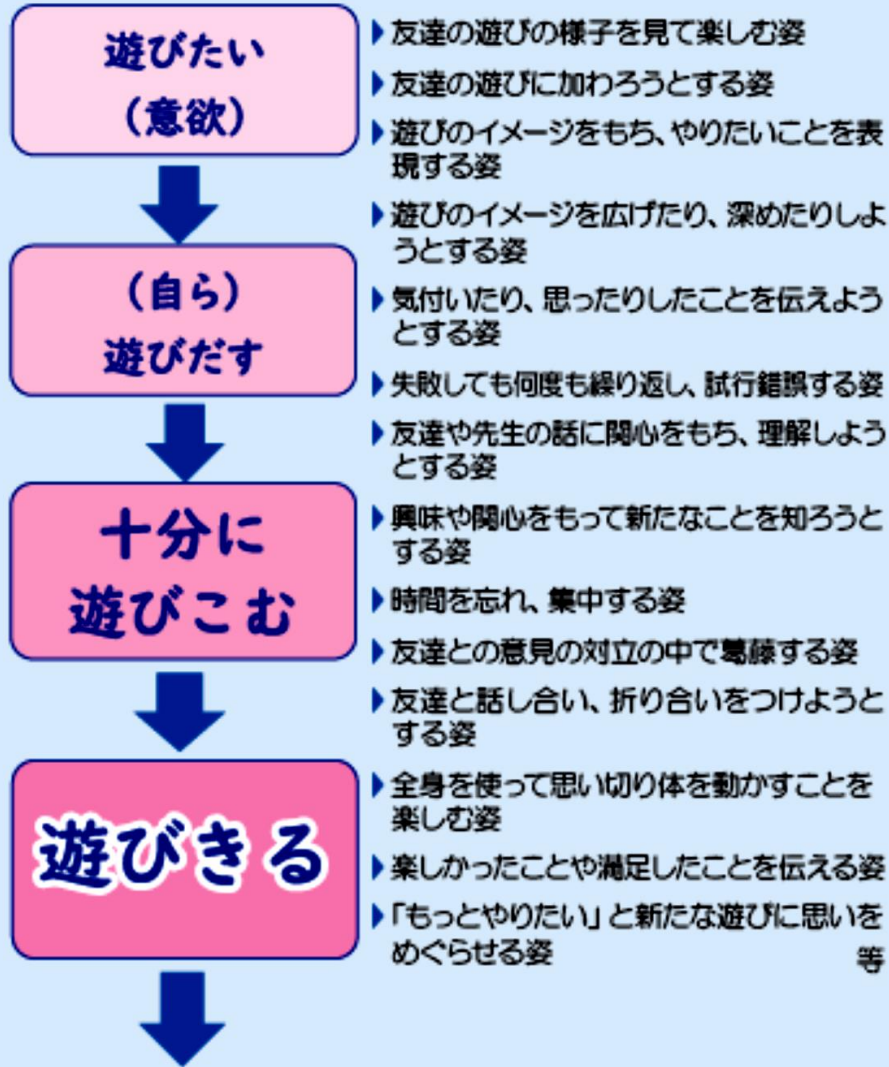 遊びたい
（意欲）
（自ら）
遊びだす
十分に
遊びこむ
遊びきる
友達の遊びの様子を見て楽しむ姿
友達の遊びに加わろうとする姿
遊びのイメージをもち、やりたいことを表
現する姿
遊びのイメージを広げたり、深めたりしよ
うとする姿
気付いたり、思ったりしたことを伝えよう
とする姿
失敗しても何度も繰り返し、試行錯誤する姿
友達や先生の話に関心をもち、理解しよう
とする姿
興味や関心をもって新たなことを知ろうと
する姿
時間を忘れ、集中する姿
友達との意見の対立の中で葛藤する姿
友達と話し合い、折り合いをつけようと
する姿
全身を使って思い切り体を動かすことを
楽しむ姿
楽しかったことや満足したことを伝える姿
「もっとやりたい」と新たな遊びに思いを
めぐらせる姿 等